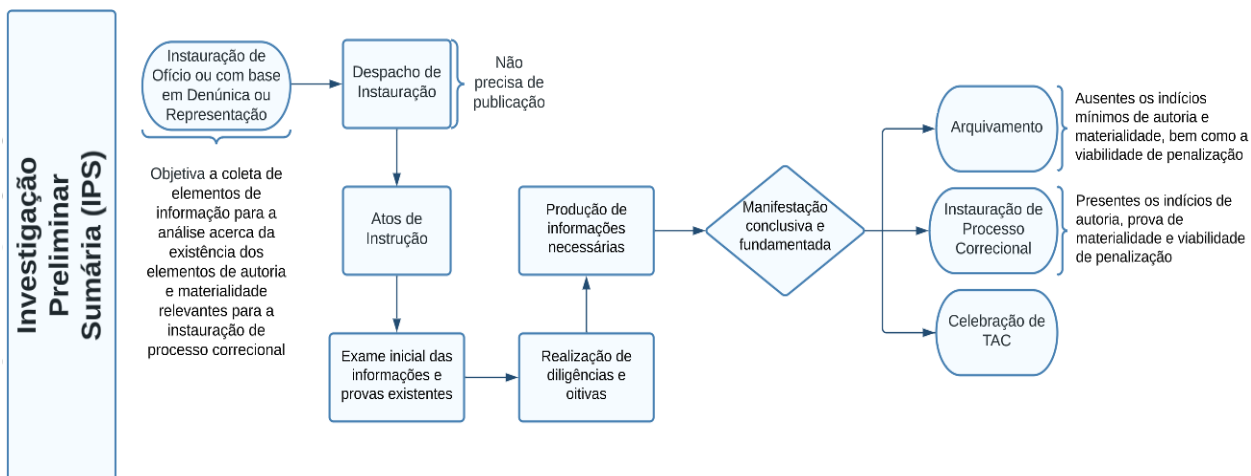 Investigação
Preliminar
Sumária (IPS)
Instauração de
Ofício ou com base
em Denúnica ou
Representação
Objetiva a coleta de
elementos de
informação para a
análise acerca da
existência dos
elementos de autoria
e materialidade
relevantes para a
instauração de
processo correcional
Despacho de
Instauração
Não
precisa de
publicação
Atos de
Instrução
Exame inicial das
informações e
provas existentes
Realização de
diligências e
oitivas
Produção de
informações
necessárias
Manifestação
conclusiva e
fundamentada
Arquivamento
Ausentes os indícios
mínimos de autoria e
materialidade, bem como a
viabilidade de penalização
Instauração de
Processo
Correcional
Presentes os indícios de
autoria, prova de
materialidade e viabilidade
de penalização
Celebração de
TAC